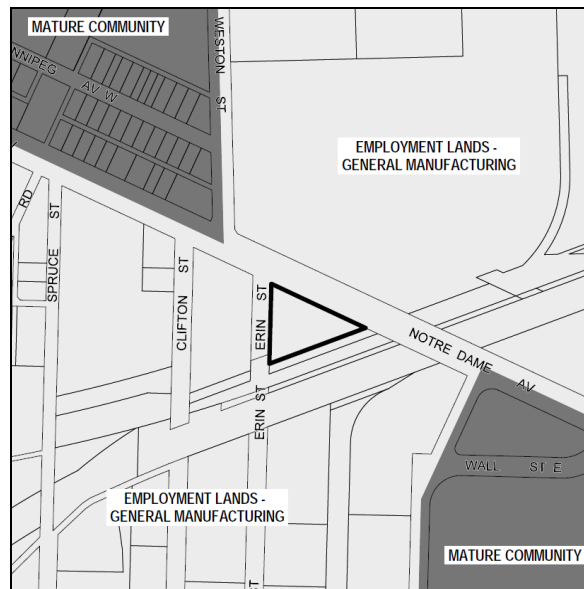 MATURE COMMUNITY
WESTON ST
NNIPEG AV W
EMPLOYMENT LANDS -
GENERAL MANUFACTURING
RD
SPRUCE ST
CLIFTON ST
ERIN ST
NOTRE DAME AV
ERIN ST
WALL ST E
EMPLOYMENT LANDS -
GENERAL MANUFACTURING
MATURE COMMUNITY
ST